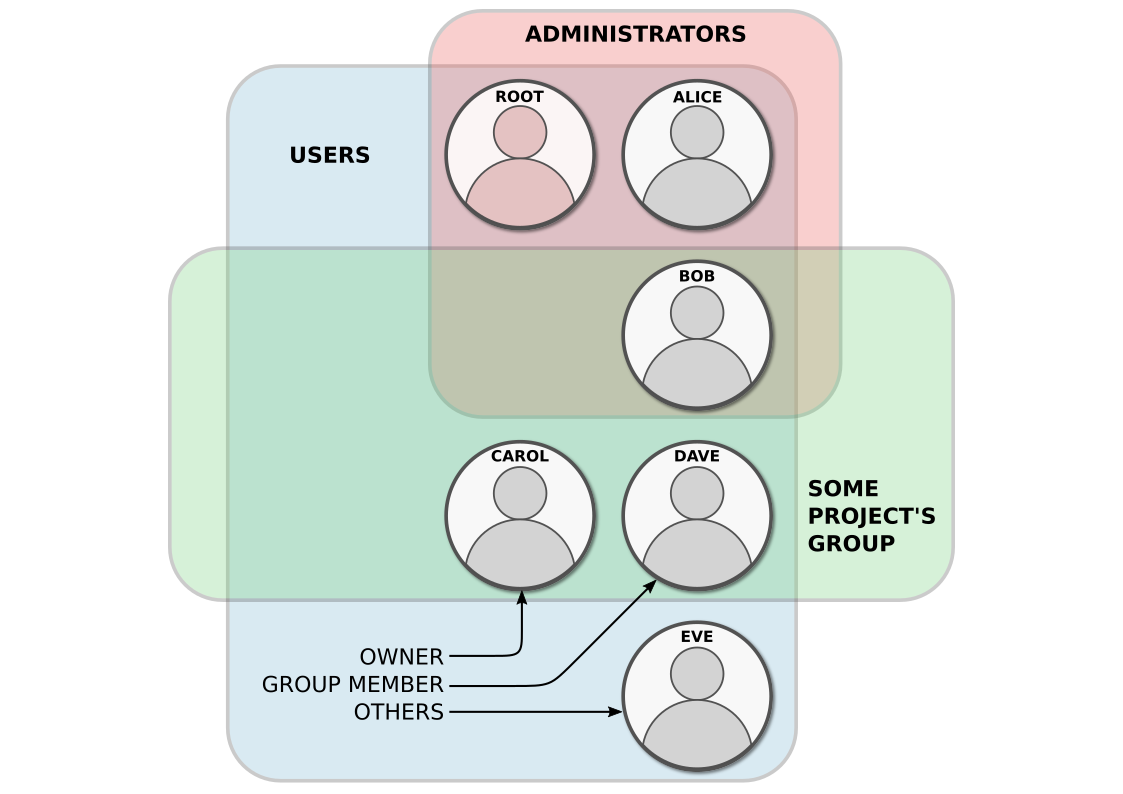 ADMINISTRATORS
ROOT
ALICE
USERS
BOB
CAROL
DAVE
SOME
PROJECT'S
GROUP
EVE
OWNER
GROUP MEMBER
OTHERS